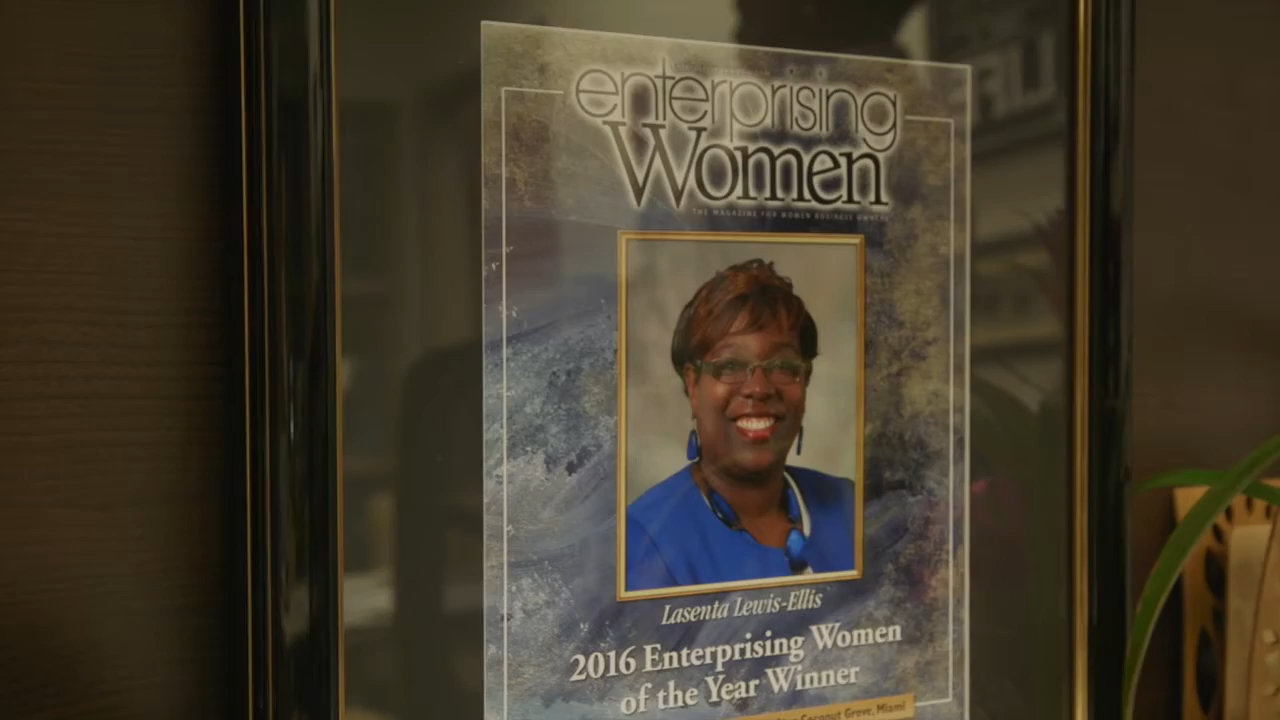 enterprising
Women
THE MAGAZINE FOR WOMEN BUSINESS OWNERS
Lasenta Lewis-Ellis
2016 Enterprising Women
of the Year Winner
Coconut Grove, Miami